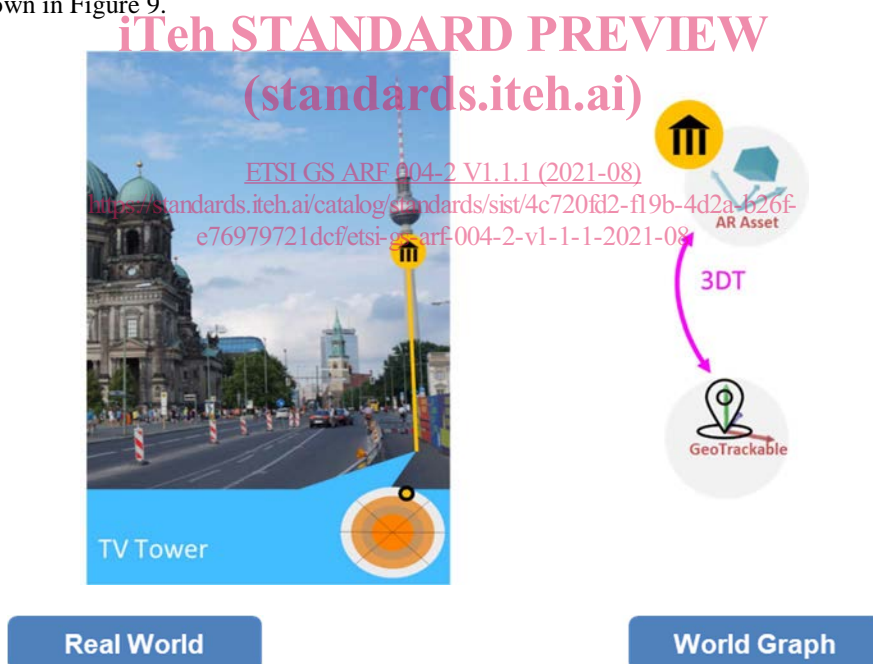 own in Figure 9.
iTeh STANDARD PREVIEW
(standards.iteh.ai)
ETSI GS ARF 004-2 V1.1.1 (2021-08)
https://standards.iteh.ai/catalog/standards/sist/4c720fd2-f19b-4d2a-b26f-
e76979721dcf/etsi-gs-arf-004-2-v1-1-1-2021-08
AR Asset
3DT
GeoTrackable
TV Tower
Real World
World Graph